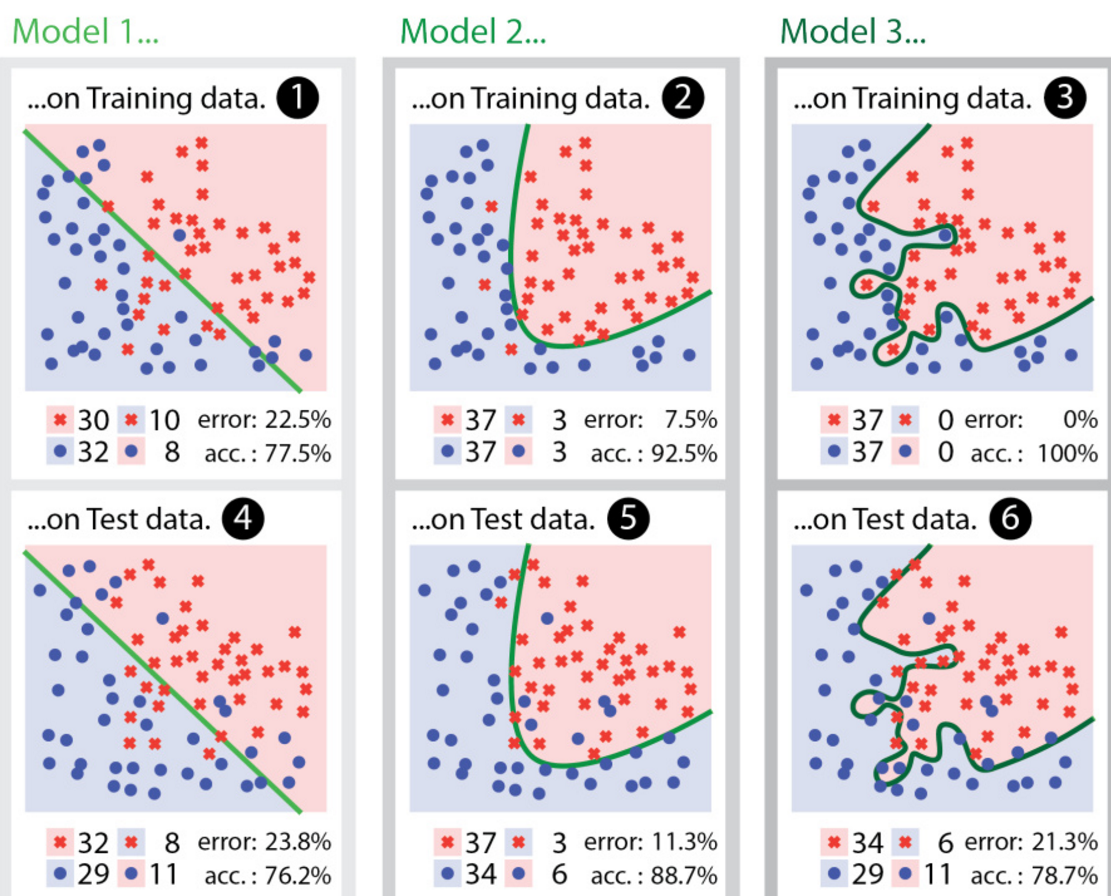 Model 1...
...on Training data. 1
30 10 error: 22.5%
32 8 acc. : 77.5%
...on Test data. 4
32 8 error: 23.8%
29 11 acc. : 76.2%
Model 2...
...on Training data. 2
37 3 error: 7.5%
37 3 acc. : 92.5%
...on Test data. 5
37 3 error: 11.3%
34 6 acc. : 88.7%
Model 3...
...on Training data. 3
37 0 error: 0%
37 0 acc. : 100%
...on Test data. 6
34 6 error: 21.3%
29 11 acc. : 78.7%